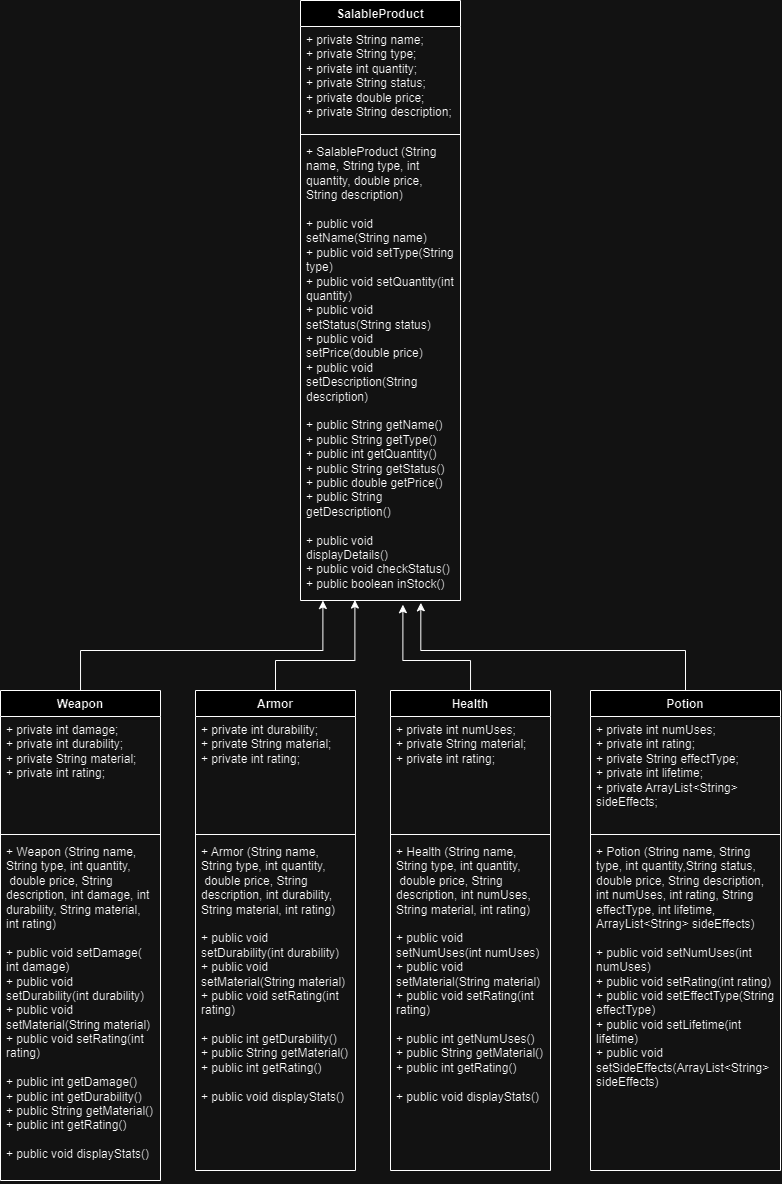 SalableProduct
+ private String name;
+ private String type;
+ private int quantity;
+ private String status;
+ private double price;
+ private String description;
+ SalableProduct (String
name, String type, int
quantity, double price,
String description)
+ public void
setName(String name)
+ public void setType(String
type)
+ public void setQuantity(int
quantity)
+ public void
setStatus(String status)
+ public void
setPrice(double price)
+ public void
setDescription(String
description)
+ public String getName()
+ public String getType()
+ public int getQuantity()
+ public String getStatus()
+ public double getPrice()
+ public String
getDescription()
+ public void
displayDetails()
+ public void checkStatus()
+ public boolean inStock()
Weapon
+ private int damage;
+ private int durability;
+ private String material;
+ private int rating;
+ Weapon (String name,
String type, int quantity,
double price, String
description, int damage, int
durability, String material,
int rating)
+ public void setDamage(
int damage)
+ public void
setDurability(int durability)
+ public void
setMaterial(String material)
+ public void setRating(int
rating)
+ public int getDamage()
+ public int getDurability()
+ public String getMaterial()
+ public int getRating()
+ public void displayStats()
Armor
+ private int durability;
+ private String material;
+ private int rating;
+ Armor (String name,
String type, int quantity,
double price, String
description, int durability,
String material, int rating)
+ public void
setDurability(int durability)
+ public void
setMaterial(String material)
+ public void setRating(int
rating)
+ public int getDurability()
+ public String getMaterial()
+ public int getRating()
+ public void displayStats()
Health
+ private int numUses;
+ private String material;
+ private int rating;
+ Health (String name,
String type, int quantity,
double price, String
description, int numUses,
String material, int rating)
+ public void
setNumUses(int numUses)
+ public void
setMaterial(String material)
+ public void setRating(int
rating)
+ public int getNumUses()
+ public String getMaterial()
+ public int getRating()
+ public void displayStats()
Potion
+ private int numUses;
+ private int rating;
+ private String effectType;
+ private int lifetime;
+ private ArrayList<String>
sideEffects;
+ Potion (String name, String
type, int quantity,String status,
double price, String description,
int numUses, int rating, String
effectType, int lifetime,
ArrayList<String> sideEffects)
+ public void setNumUses(int
numUses)
+ public void setRating(int rating)
+ public void setEffectType(String
effectType)
+ public void setLifetime(int
lifetime)
+ public void
setSideEffects(ArrayList<String>
sideEffects)